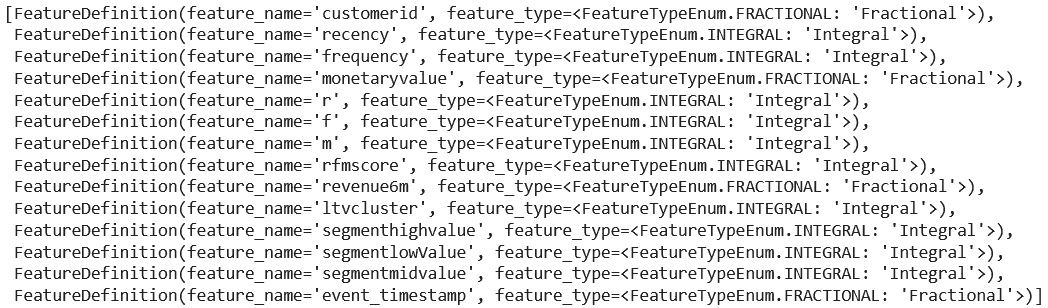 [FeatureDefinition(feature_name='customerid', feature_type=<FeatureTypeEnum.FRACTIONAL: 'Fractional'>),
FeatureDefinition(feature_name='recency', feature_type=<FeatureTypeEnum.INTEGRAL: 'Integral'>),
FeatureDefinition(feature_name='frequency', feature_type=<FeatureTypeEnum.INTEGRAL: 'Integral'>),
FeatureDefinition(feature_name='monetaryvalue', feature_type=<FeatureTypeEnum.FRACTIONAL: 'Fractional'>),
FeatureDefinition(feature_name='r', feature_type=<FeatureTypeEnum.INTEGRAL: 'Integral'>),
FeatureDefinition(feature_name='f', feature_type=<FeatureTypeEnum.INTEGRAL: 'Integral'>),
FeatureDefinition(feature_name='m', feature_type=<FeatureTypeEnum.INTEGRAL: 'Integral'>),
FeatureDefinition(feature_name='rfmscore', feature_type=<FeatureTypeEnum.INTEGRAL: 'Integral'>),
FeatureDefinition(feature_name='revenue6m', feature_type=<FeatureTypeEnum.FRACTIONAL: 'Fractional'>),
FeatureDefinition(feature_name='ltvcluster', feature_type=<FeatureTypeEnum.INTEGRAL: 'Integral'>),
FeatureDefinition(feature_name='segmenthighvalue', feature_type=<FeatureTypeEnum.INTEGRAL: 'Integral'>),
FeatureDefinition(feature_name='segmentlowValue', feature_type=<FeatureTypeEnum.INTEGRAL: 'Integral'>),
FeatureDefinition(feature_name='segmentmidvalue', feature_type=<FeatureTypeEnum.INTEGRAL: 'Integral'>),
FeatureDefinition(feature_name='event_timestamp', feature_type=<FeatureTypeEnum.FRACTIONAL: 'Fractional'>)]